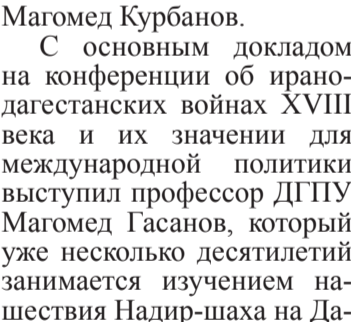 Магомед Курбанов.
С основным докладом
на конференции об ирано-
дагестанских войнах XVIII
века и их значении для
международной политики
выступил профессор ДГПУ
Магомед Гасанов, который
уже несколько десятилетий
занимается изучением на-
шествия Надир-шаха на Да-